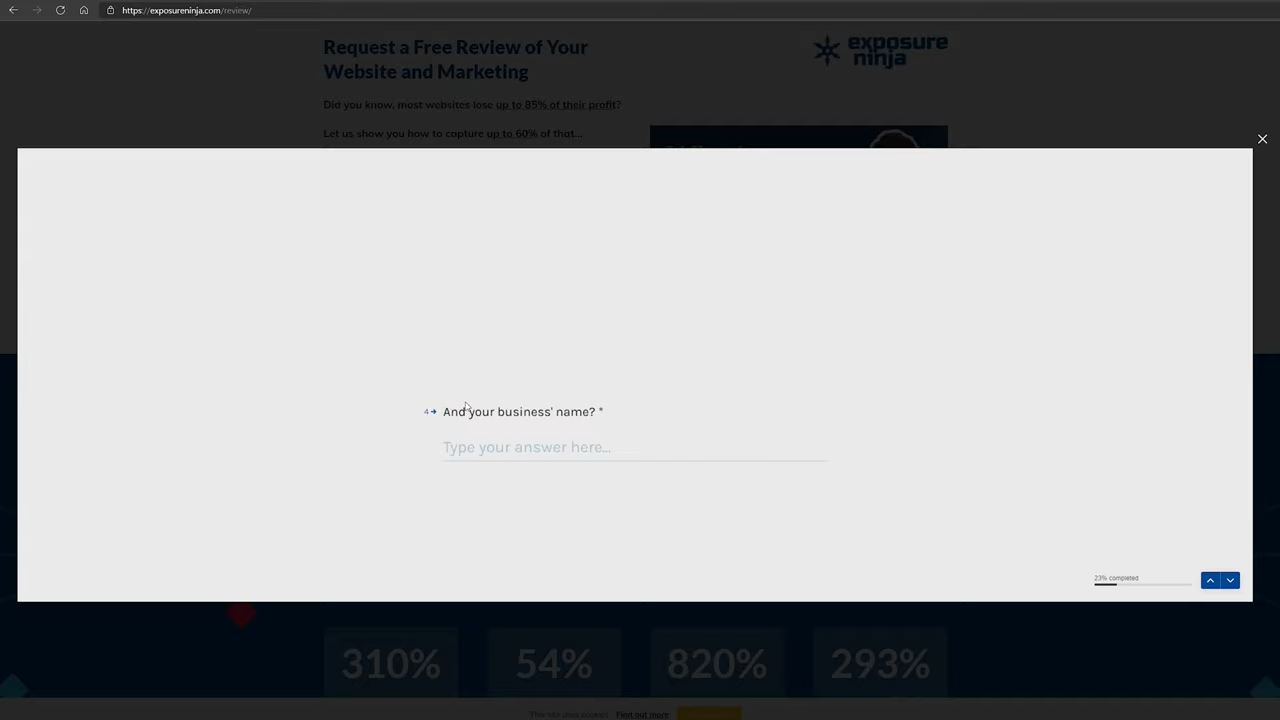 https://exposureninja.com/review/
Request a Free Review of Your
Website and Marketing
exposure
ninja
Did you know, most websites lose up to 85% of their profit?
Let us show you how to capture up to 60% of that...
4
And your business' name? *
Type your answer here...
23% completed
310%
54%
820%
293%
This site uses cookies. Find out more